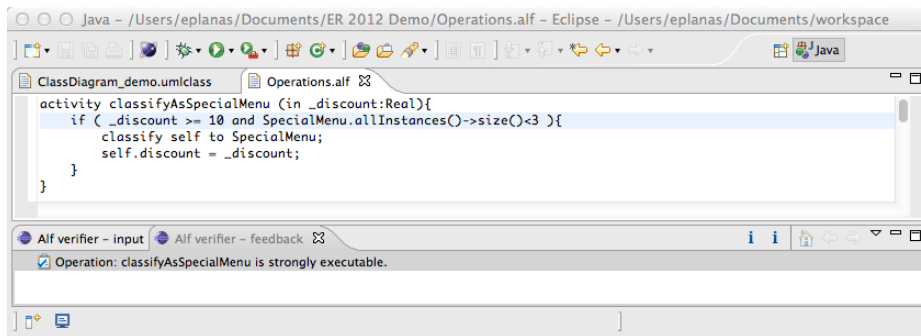 Java – /Users/eplanas/Documents/ER 2012 Demo/Operations.alf – Eclipse – /Users/eplanas/Documents/workspace
Java
ClassDiagram_demo.umlclass Operations.alf
activity classifyAsSpecialMenu (in _discount:Real){
if ( _discount >= 10 and SpecialMenu.allInstances()->size()<3 ){
classify self to SpecialMenu;
self.discount = _discount;
}
}
Alf verifier – input Alf verifier – feedback
Operation: classifyAsSpecialMenu is strongly executable.